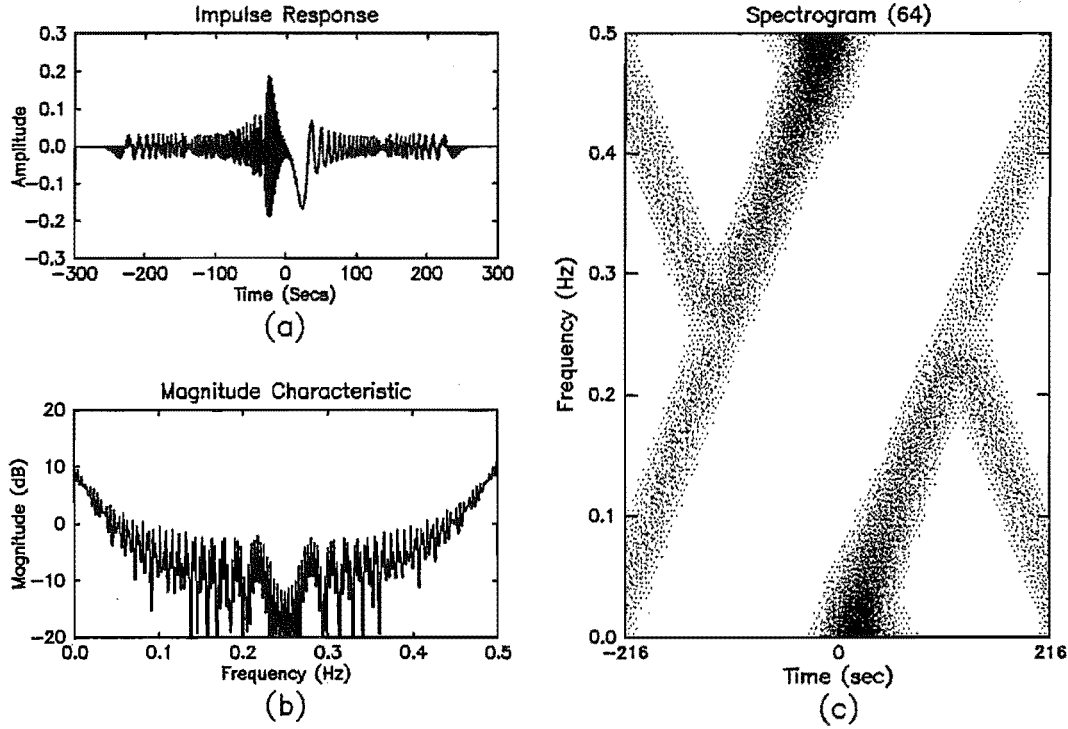 Impulse Response
0.3
0.2
0.1
0.0
-0.1
-0.2
-0.3
Amplitude
-300 -200 -100 0 100 200 300
Time (Secs)
(a)
Magnitude Characteristic
20
10
0
-10
-20
Magnitude (dB)
0.0 0.1 0.2 0.3 0.4 0.5
Frequency (Hz)
(b)
Spectrogram (64)
0.5
0.4
0.3
0.2
0.1
0.0
Frequency (Hz)
-216 0 216
Time (sec)
(c)